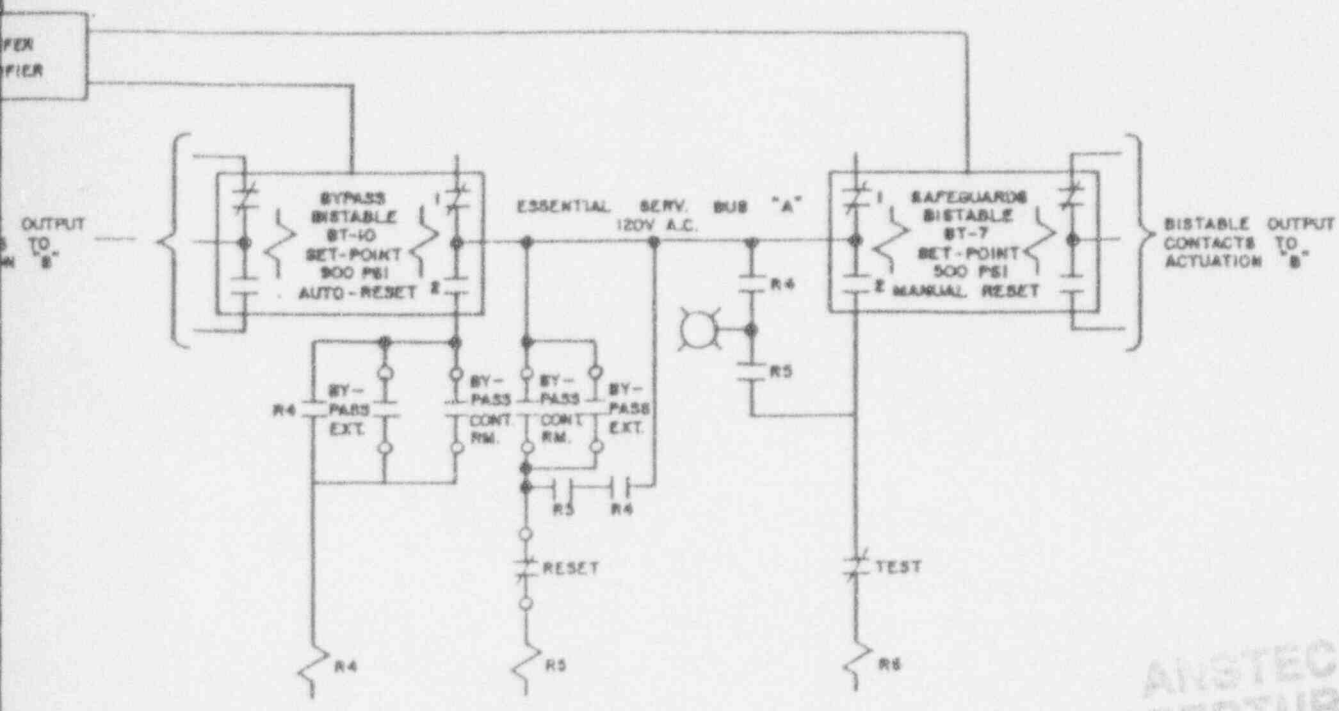 FER
FIER
OUTPUT
TO
"B"
BYPASS
BISTABLE
BT-10
SET-POINT
900 PSI
AUTO-RESET
1
2
ESSENTIAL SERV. BUS "A"
120V A.C.
1
2
SAFEGUARDS
BISTABLE
BT-7
SET-POINT
500 PSI
MANUAL RESET
BISTABLE OUTPUT
CONTACTS TO
ACTUATION "B"
R4
R5
R4
BY-
PASS
EXT.
BY-
PASS
CONT.
RM.
BY-
PASS
CONT.
RM.
BY-
PASS
EXT.
R5
R4
RESET
TEST
R4
R5
R6
ANSTEC